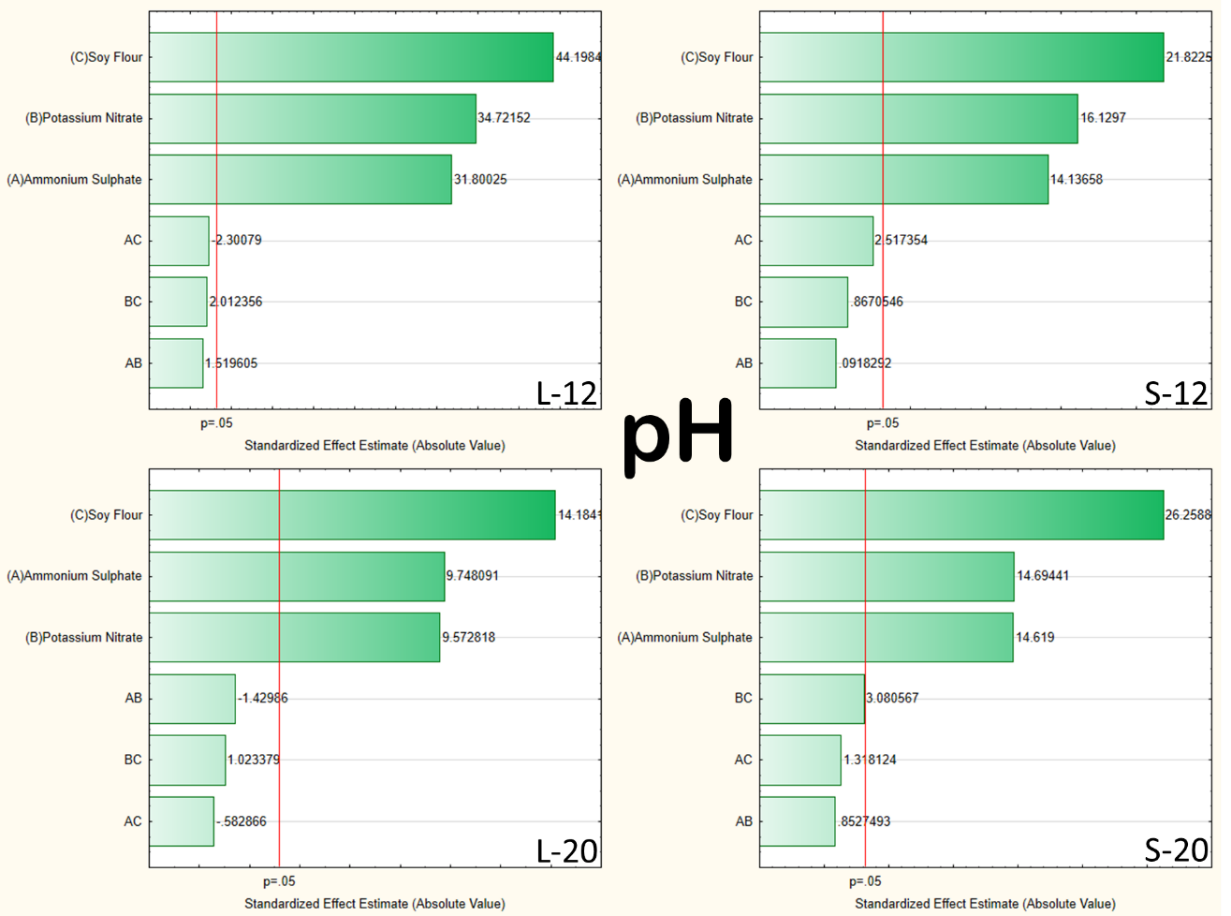 (C)Soy Flour 44.1984
(B)Potassium Nitrate 34.72152
(A)Ammonium Sulphate 31.80025
AC -2.30079
BC 2.012356
AB 1.519605
L-12
p=.05
Standardized Effect Estimate (Absolute Value)
(C)Soy Flour 21.8225
(B)Potassium Nitrate 16.1297
(A)Ammonium Sulphate 14.13658
AC 2.517354
BC .8670546
AB .0918292
S-12
p=.05
Standardized Effect Estimate (Absolute Value)
pH
(C)Soy Flour 14.184
(A)Ammonium Sulphate 9.748091
(B)Potassium Nitrate 9.572818
AB -1.42986
BC 1.023379
AC -.582866
L-20
p=.05
Standardized Effect Estimate (Absolute Value)
(C)Soy Flour 26.2588
(B)Potassium Nitrate 14.69441
(A)Ammonium Sulphate 14.619
BC 3.080567
AC 1.318124
AB .8527493
S-20
p=.05
Standardized Effect Estimate (Absolute Value)